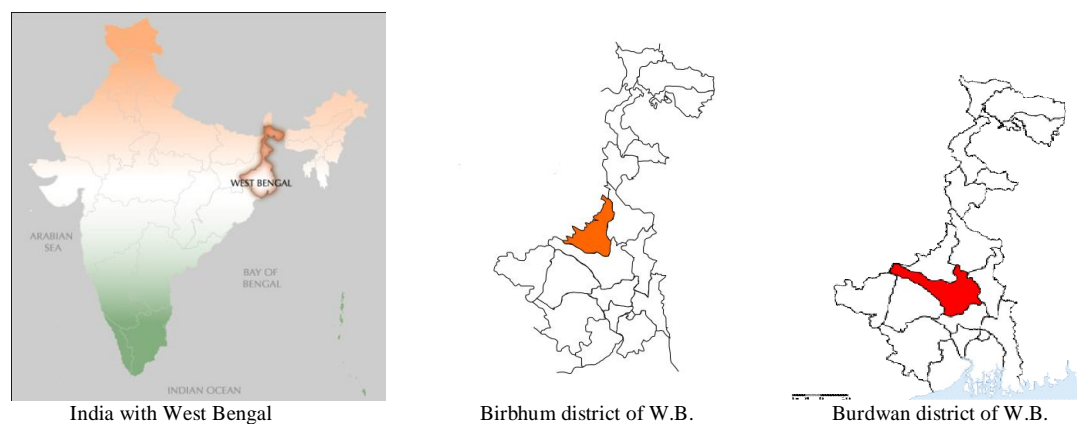 WEST BENGAL
ARABIAN
SEA
BAY OF
BENGAL
INDIAN OCEAN
India with West Bengal
Birbhum district of W.B.
Burdwan district of W.B.